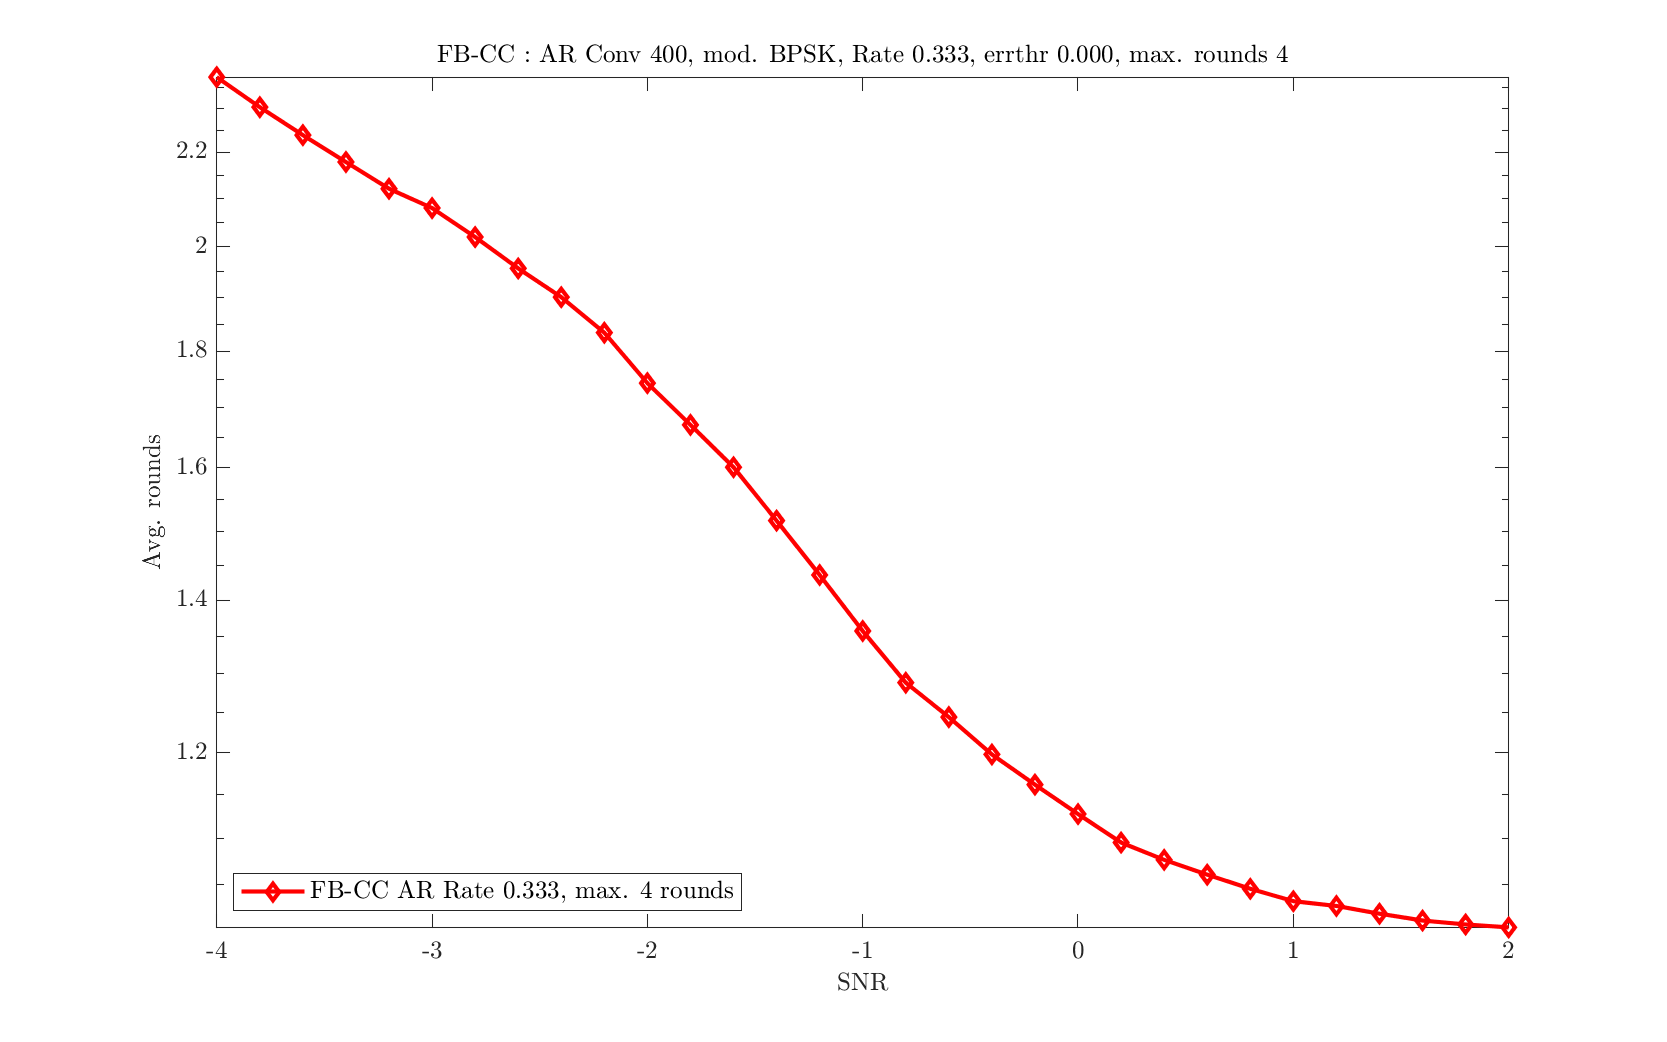 FB-CC : AR Conv 400, mod. BPSK, Rate 0.333, errthr 0.000, max. rounds 4
2.2
2
1.8
1.6
1.4
1.2
Avg. rounds
FB-CC AR Rate 0.333, max. 4 rounds
-4 -3 -2 -1 0 1 2
SNR